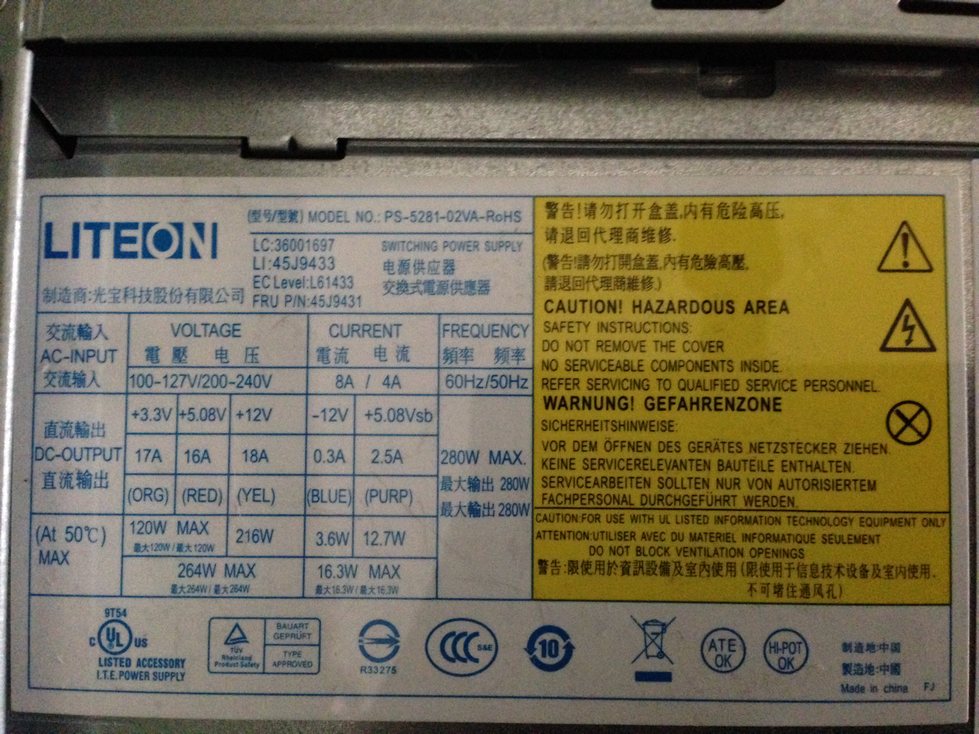 LITEON
(型号/型號) MODEL NO.: PS-5281-02VA-RoHS
LC:36001697
LI:45J9433
EC Level:L61433
FRU P/N:45J9431
SWITCHING POWER SUPPLY
电源供应器
交換式電源供應器
制造商:光宝科技股份有限公司
交流輸入
AC-INPUT
交流输入
VOLTAGE
電 壓 电 压
CURRENT
電流 电流
FREQUENCY
頻率 频率
100-127V/200-240V
8A / 4A
60Hz/50Hz
直流輸出
DC-OUTPUT
直流输出
+3.3V +5.08V +12V -12V +5.08Vsb
17A 16A 18A 0.3A 2.5A
(ORG) (RED) (YEL) (BLUE) (PURP)
280W MAX.
最大输出 280W
最大輸出 280W
(At 50℃)
MAX
120W MAX
最大120W/最大120W
216W
3.6W 12.7W
264W MAX
最大264W/最大264W
16.3W MAX
最大16.3W/最大16.3W
警告!请勿打开盒盖,内有危险高压,
请退回代理商维修.
(警告!請勿打開盒蓋,內有危險高壓,
請退回代理商維修.)
CAUTION! HAZARDOUS AREA
SAFETY INSTRUCTIONS:
DO NOT REMOVE THE COVER
NO SERVICEABLE COMPONENTS INSIDE.
REFER SERVICING TO QUALIFIED SERVICE PERSONNEL.
WARNUNG! GEFAHRENZONE
SICHERHEITSHINWEISE:
VOR DEM ÖFFNEN DES GERÄTES NETZSTECKER ZIEHEN.
KEINE SERVICERELEVANTEN BAUTEILE ENTHALTEN.
SERVICEARBEITEN SOLLTEN NUR VON AUTORISIERTEM
FACHPERSONAL DURCHGEFÜHRT WERDEN.
CAUTION:FOR USE WITH UL LISTED INFORMATION TECHNOLOGY EQUIPMENT ONLY
ATTENTION:UTILISER AVEC DU MATERIEL INFORMATIQUE SEULEMENT
DO NOT BLOCK VENTILATION OPENINGS
警告:限使用於資訊設備及室內使用(限使用于信息技术设备及室内使用.
不可堵住通风孔)
9T54
c UL US
LISTED ACCESSORY
I.T.E. POWER SUPPLY
TÜV
Rheinland
Product Safety
BAUART
GEPRÜFT
TYPE
APPROVED
R33275
CCC S&E
10
ATE
OK
HI-POT
OK
制造地:中国
製造地:中國
Made in china FJ